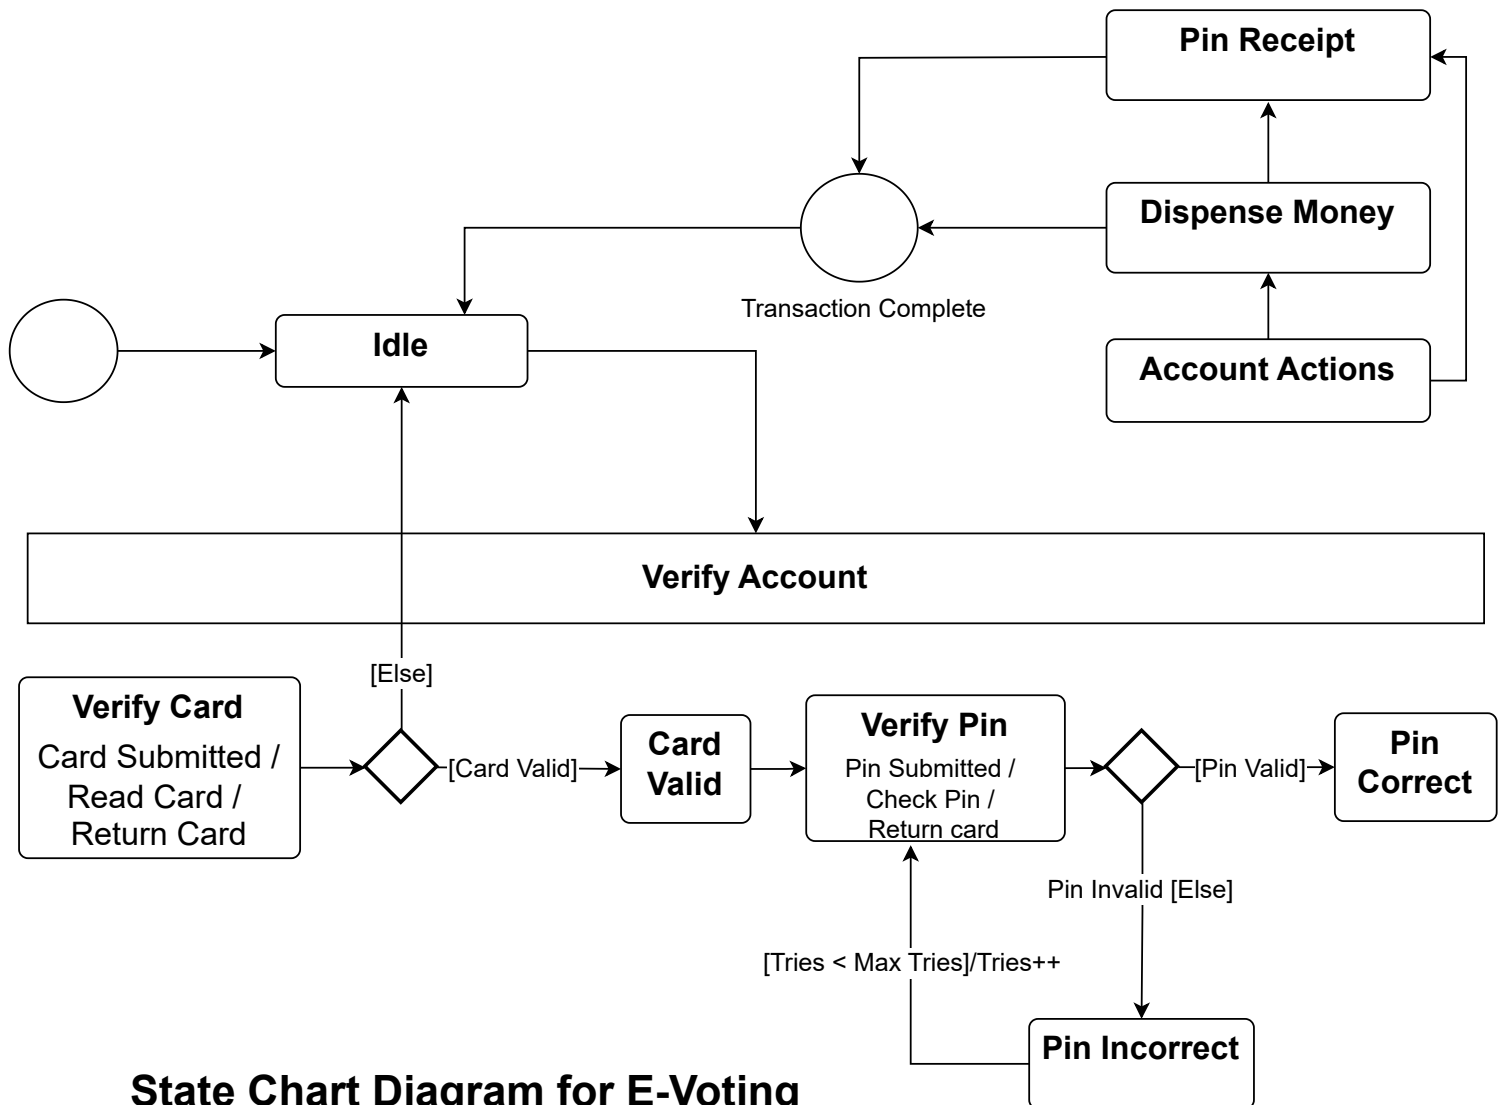 Pin Receipt
Dispense Money
Transaction Complete
Account Actions
Idle
Verify Account
[Else]
Verify Card
Card Submitted /
Read Card /
Return Card
[Card Valid]
Card
Valid
Verify Pin
Pin Submitted /
Check Pin /
Return card
[Pin Valid]
Pin
Correct
Pin Invalid [Else]
[Tries < Max Tries]/Tries++
Pin Incorrect
State Chart Diagram for E-Voting